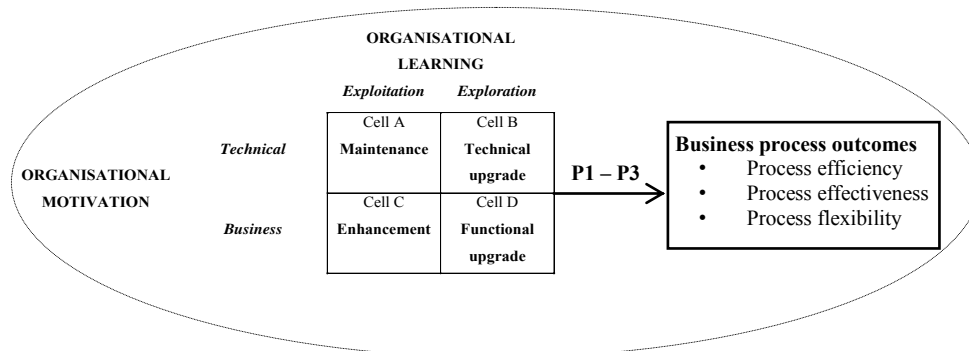 ORGANISATIONAL
LEARNING
Exploitation Exploration
Cell A Cell B
Technical Maintenance Technical
upgrade
ORGANISATIONAL
MOTIVATION
Cell C Cell D
Business Enhancement Functional
upgrade
P1 – P3
Business process outcomes
• Process efficiency
• Process effectiveness
• Process flexibility